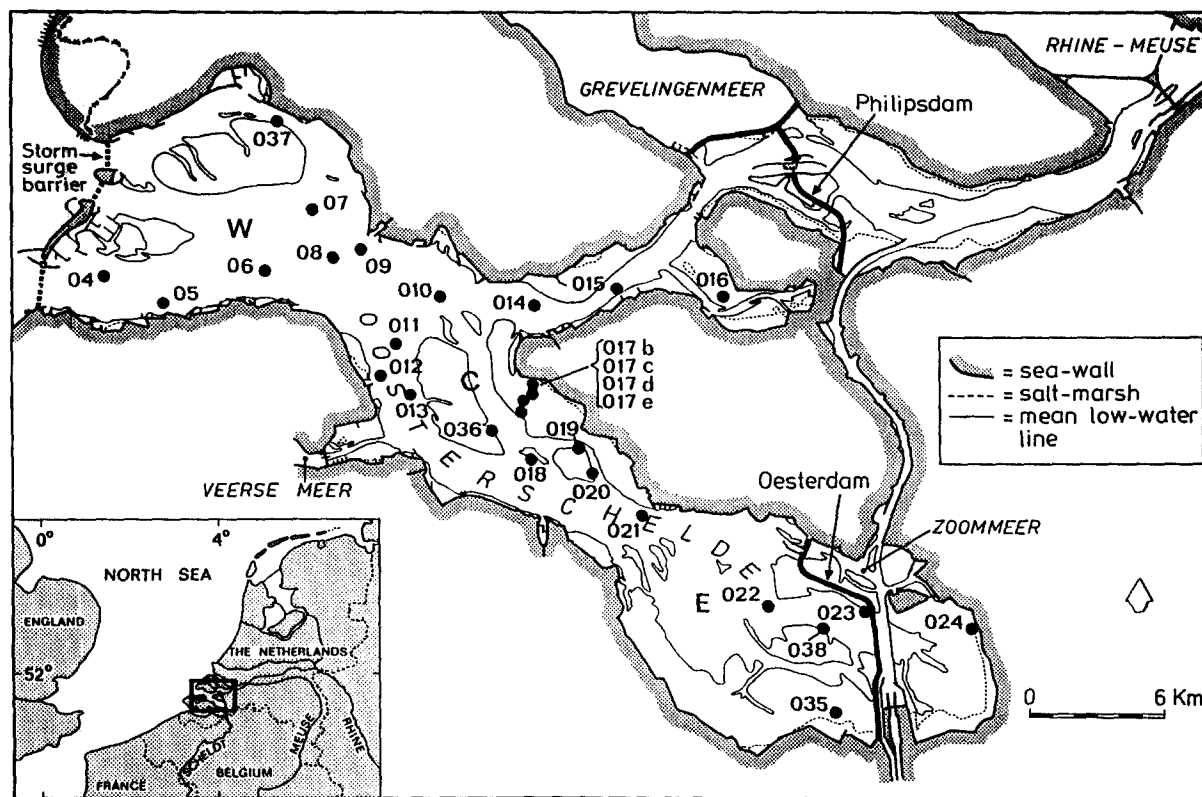 RHINE - MEUSE
GREVELINGENMEER
Philipsdam
Storm
surge
barrier
037
07
W
08
09
06
04
05
010
014
015
016
011
012
013
C
017 b
017 c
017 d
017 e
036
019
018
020
021
OSTERSCHELDE
VEERSE MEER
Oesterdam
ZOOMMEER
E
022
023
024
038
035
= sea-wall
= salt-marsh
= mean low-water
line
0 6 Km
0° 4°
NORTH SEA
ENGLAND
THE NETHERLANDS
52°
SCHELDT
MEUSE
RHINE
BELGIUM
FRANCE